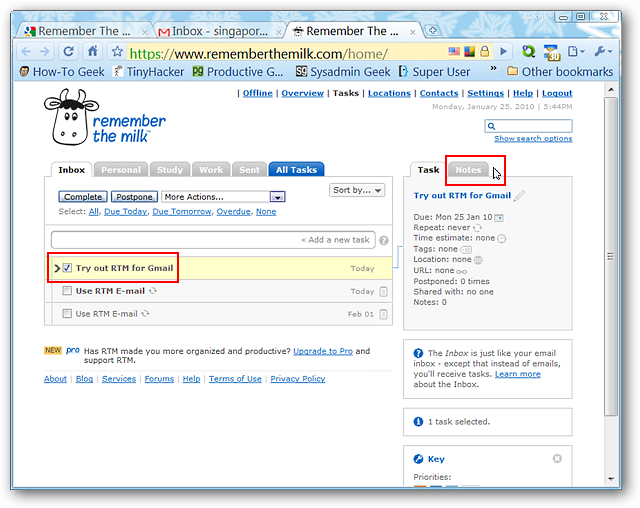 Google
Remember The M...
Inbox - singapor...
Remember The ...
https://www.rememberthemilk.com/home/
How-To Geek
TinyHacker
Productive G...
Sysadmin Geek
Super User
»
Other bookmarks
| Offline | Overview | Tasks | Locations | Contacts | Settings | Help | Logout
Monday, January 25, 2010 | 5:44PM
remember
the milk™
Show search options
Inbox Personal Study Work Sent All Tasks
Complete Postpone More Actions... Sort by...
Select: All, Due Today, Due Tomorrow, Overdue, None
« Add a new task ?
Try out RTM for Gmail Today
Use RTM E-mail Today
Use RTM E-mail Feb 01
NEW pro Has RTM made you more organized and productive? Upgrade to Pro and
support RTM.
About | Blog | Services | Forums | Help | Terms of Use | Privacy Policy
Task Notes
Try out RTM for Gmail
Due: Mon 25 Jan 10
Repeat: never
Time estimate: none
Tags: none
Location: none
URL: none
Postponed: 0 times
Shared with: no one
Notes: 0
? The Inbox is just like your email
inbox - except that instead of emails,
you'll receive tasks. Learn more
about the Inbox.
1 task selected.
Key
Priorities: